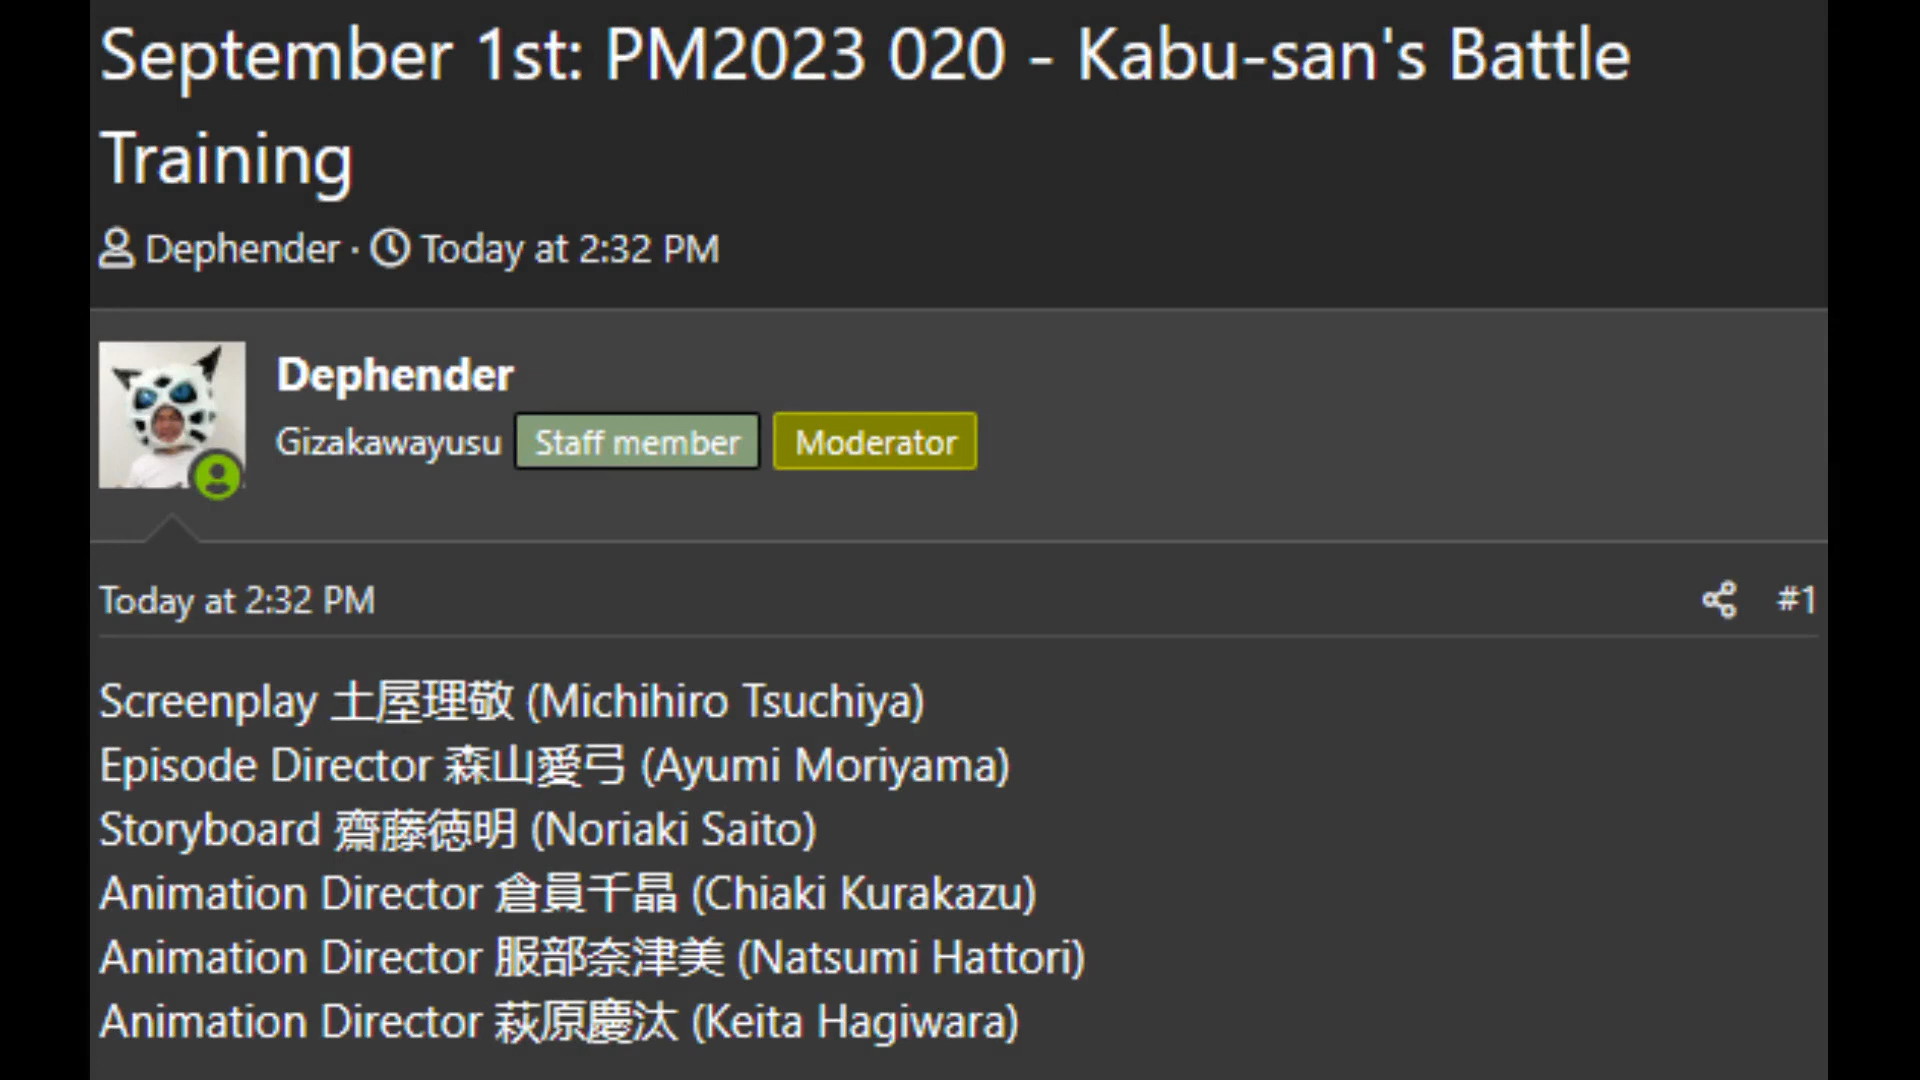 September 1st: PM2023 020 - Kabu-san's Battle
Training
Dephender · Today at 2:32 PM
Dephender
Gizakawayusu Staff member Moderator
Today at 2:32 PM #1
Screenplay 土屋理敬 (Michihiro Tsuchiya)
Episode Director 森山愛弓 (Ayumi Moriyama)
Storyboard 齋藤徳明 (Noriaki Saito)
Animation Director 倉員千晶 (Chiaki Kurakazu)
Animation Director 服部奈津美 (Natsumi Hattori)
Animation Director 萩原慶汰 (Keita Hagiwara)